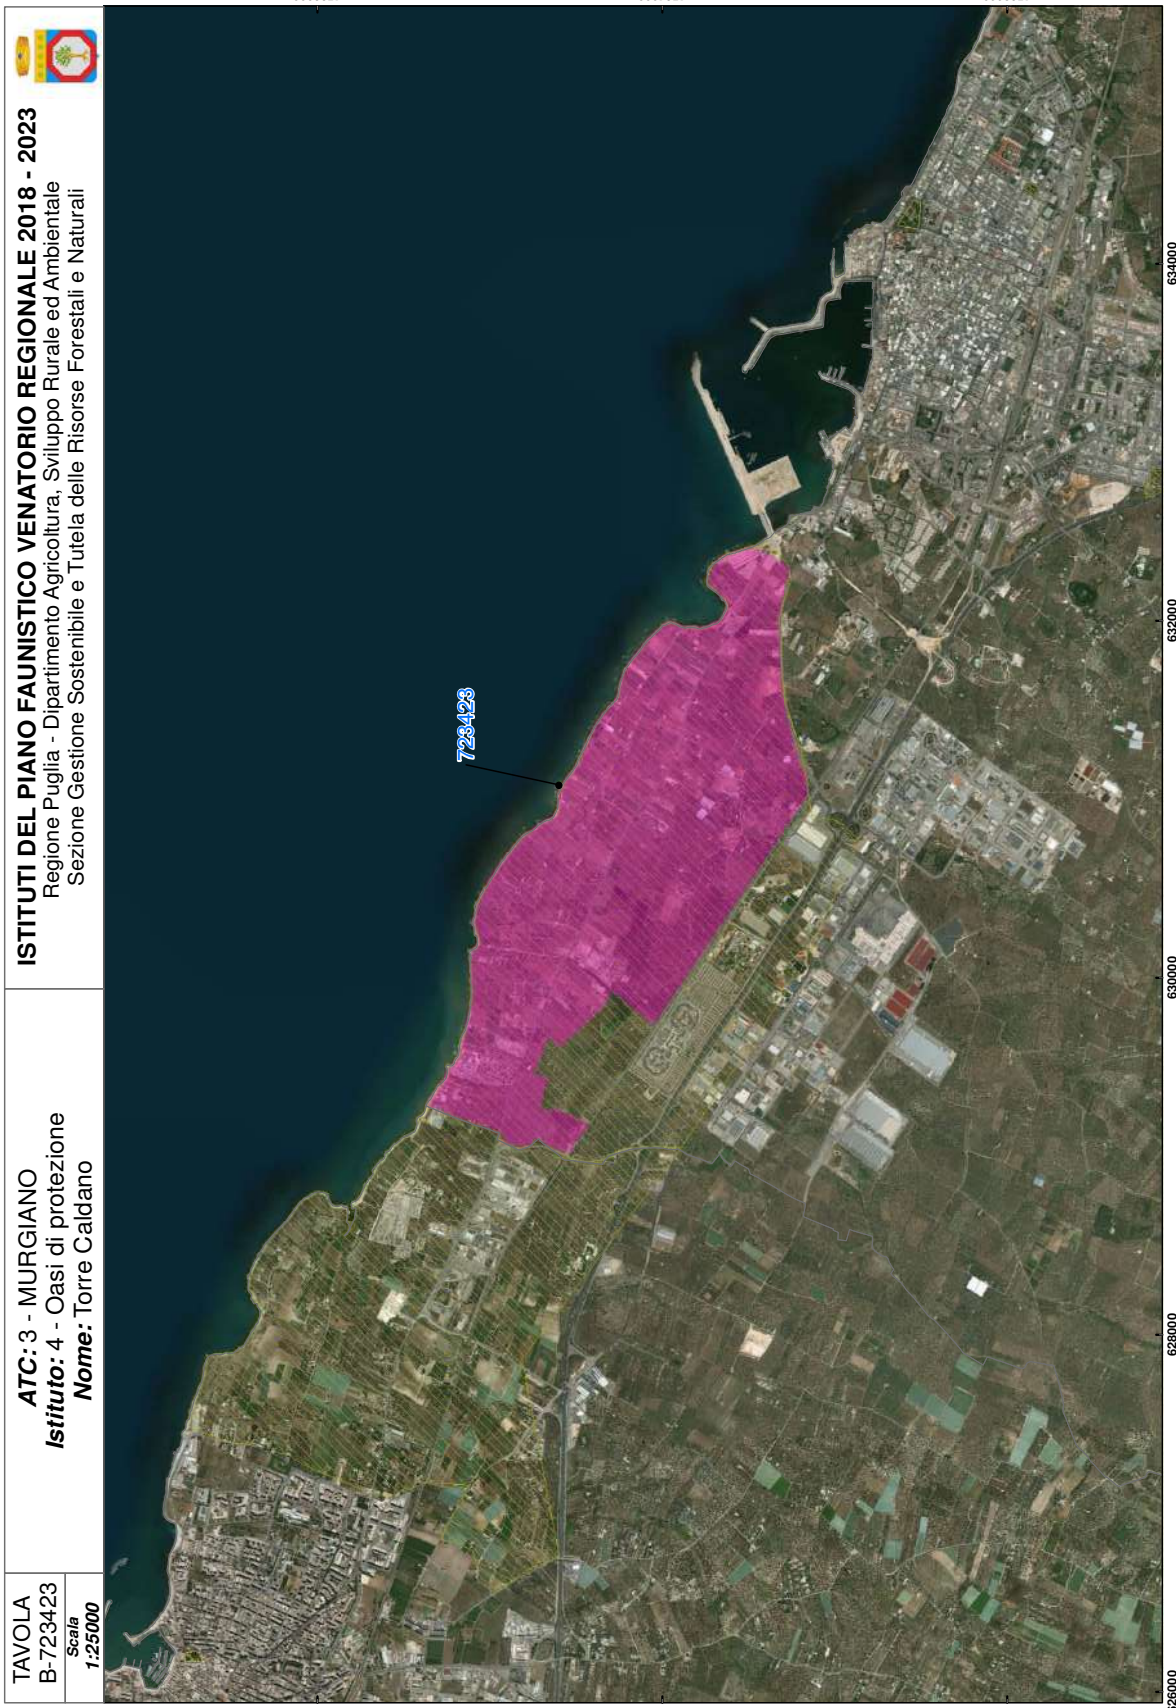 TAVOLA
B-723423
Scala
1:25000
ATC: 3 - MURGIANO
Istituto: 4 - Oasi di protezione
Nome: Torre Caldano
ISTITUTI DEL PIANO FAUNISTICO VENATORIO REGIONALE 2018 - 2023
Regione Puglia - Dipartimento Agricoltura, Sviluppo Rurale ed Ambientale
Sezione Gestione Sostenibile e Tutela delle Risorse Forestali e Naturali
723423
628000
630000
632000
634000